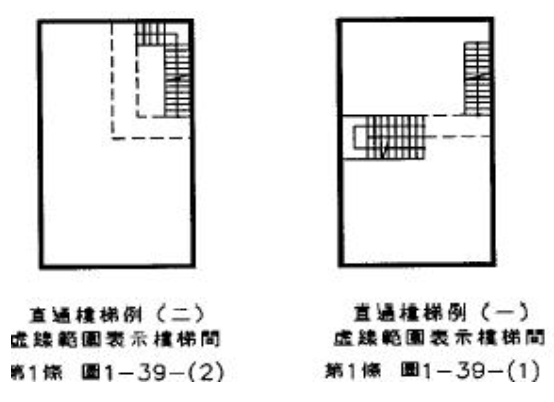 直通樓梯例（二）
虛線範圍表示樓梯間
第1條 圖1-39-(2)
直通樓梯例（一）
虛線範圍表示樓梯間
第1條 圖1-39-(1)